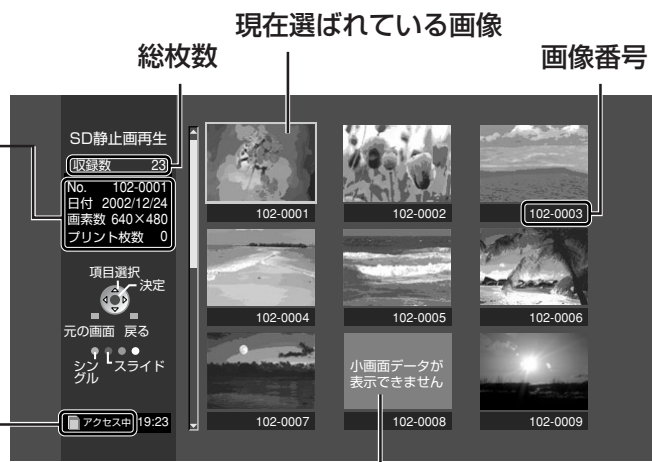 現在選ばれている画像
総枚数
画像番号
SD静止画再生
収録数 23
No. 102-0001
日付 2002/12/24
画素数 640×480
プリント枚数 0
項目選択
決定
元の画面 戻る
シン
グル
スライド
アクセス中 19:23
102-0001
102-0002
102-0003
102-0004
102-0005
102-0006
102-0007
小画面データが
表示できません
102-0008
102-0009